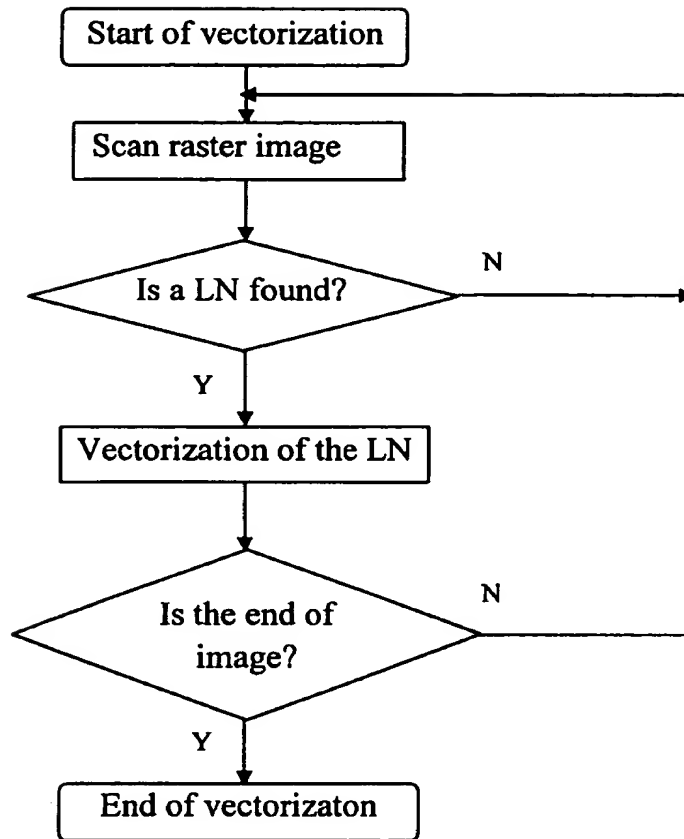 Start of vectorization
Scan raster image
Is a LN found?
N
Y
Vectorization of the LN
Is the end of
image?
N
Y
End of vectorizaton